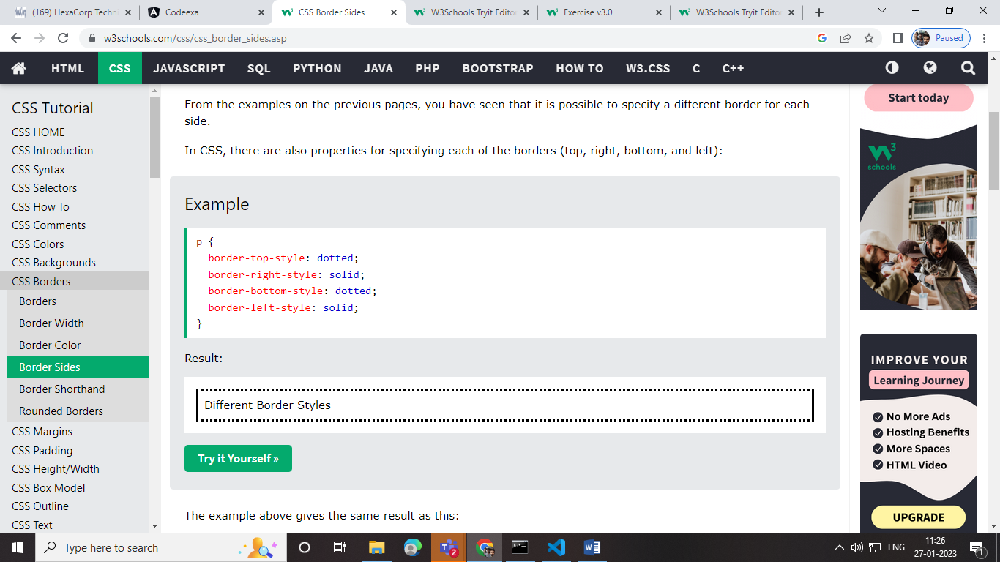 (169) HexaCorp Techn
Codeexa
CSS Border Sides
W3Schools Tryit Editor
Exercise v3.0
W3Schools Tryit Editor
w3schools.com/css/css_border_sides.asp
Paused
HTML CSS JAVASCRIPT SQL PYTHON JAVA PHP BOOTSTRAP HOW TO W3.CSS C C++
CSS Tutorial
CSS HOME
CSS Introduction
CSS Syntax
CSS Selectors
CSS How To
CSS Comments
CSS Colors
CSS Backgrounds
CSS Borders
Borders
Border Width
Border Color
Border Sides
Border Shorthand
Rounded Borders
CSS Margins
CSS Padding
CSS Height/Width
CSS Box Model
CSS Outline
CSS Text
From the examples on the previous pages, you have seen that it is possible to specify a different border for each
side.
In CSS, there are also properties for specifying each of the borders (top, right, bottom, and left):
Example
p {
border-top-style: dotted;
border-right-style: solid;
border-bottom-style: dotted;
border-left-style: solid;
}
Result:
Different Border Styles
Try it Yourself »
The example above gives the same result as this:
Start today
w3
schools
IMPROVE YOUR
Learning Journey
No More Ads
Hosting Benefits
More Spaces
HTML Video
UPGRADE
Type here to search
2
ENG
11:26
27-01-2023
1